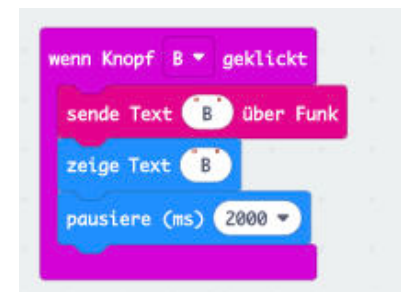 wenn Knopf B geklickt
sende Text "B" über Funk
zeige Text "B"
pausiere (ms) 2000